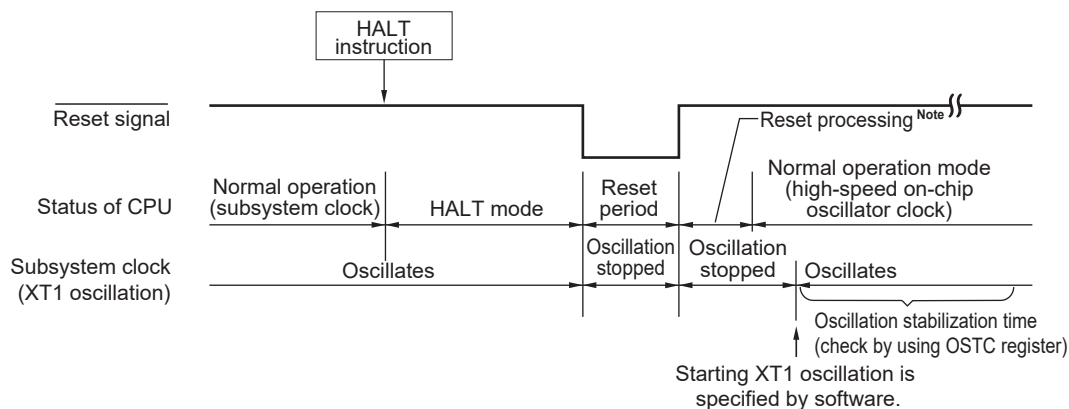 HALT
instruction
Reset signal
Reset processing Note
Status of CPU
Normal operation
(subsystem clock)
HALT mode
Reset
period
Normal operation mode
(high-speed on-chip
oscillator clock)
Subsystem clock
(XT1 oscillation)
Oscillates
Oscillation
stopped
Oscillation
stopped
Oscillates
Oscillation stabilization time
(check by using OSTC register)
Starting XT1 oscillation is
specified by software.